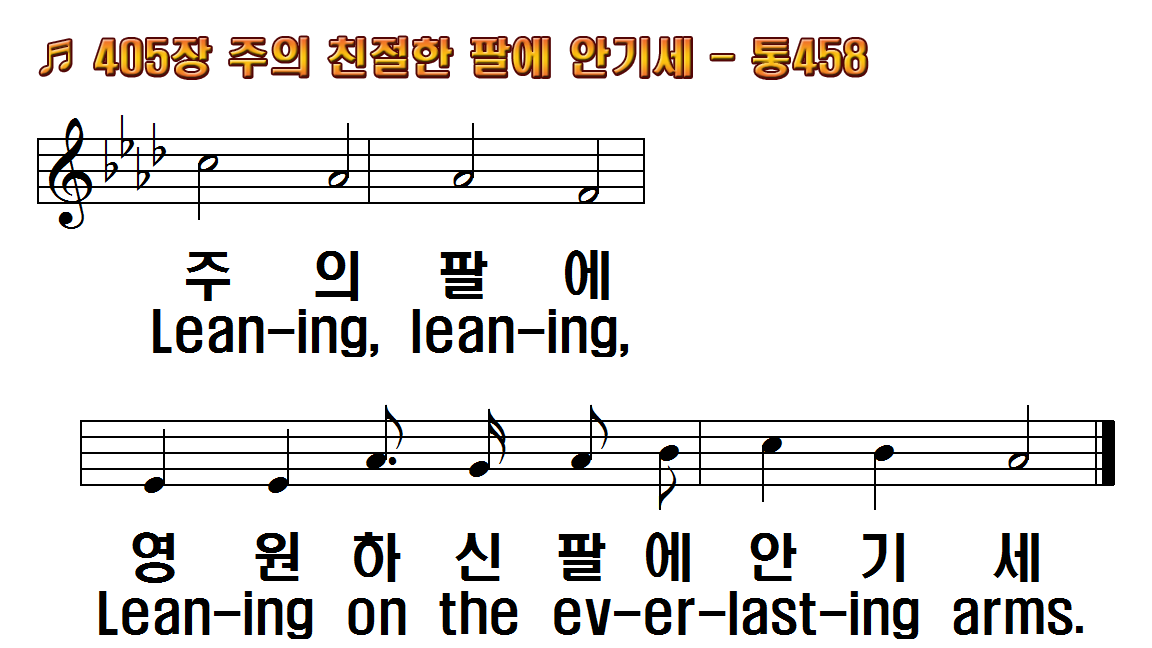 ♬ 405장 주의 친절한 팔에 안기세 - 통458
주 의 팔 에
Lean-ing, lean-ing,
영 원 하 신 팔 에 안 기 세
Lean-ing on the ev-er-last-ing arms.